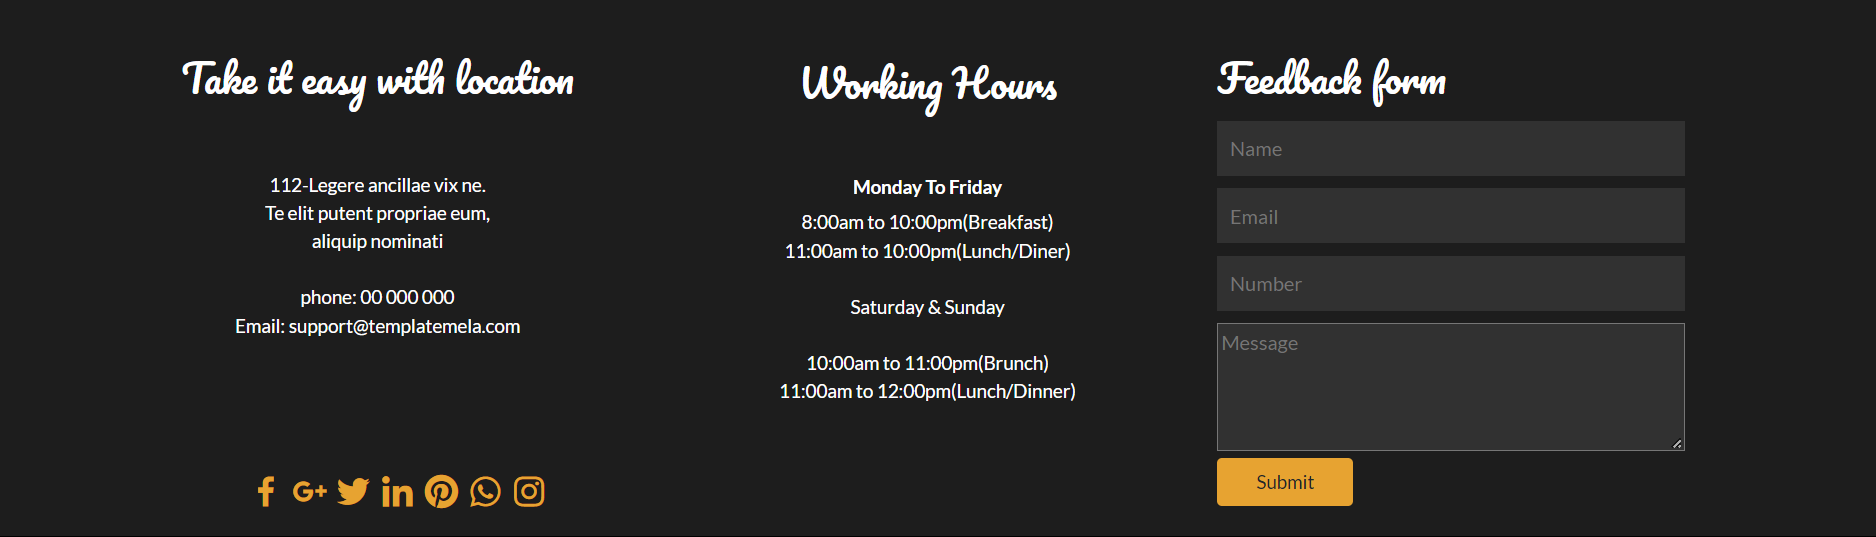 Take it easy with location
112-Legere ancillae vix ne.
Te elit putent propriae eum,
aliquip nominati
phone: 00 000 000
Email: support@templatemela.com
Working Hours
Monday To Friday
8:00am to 10:00pm(Breakfast)
11:00am to 10:00pm(Lunch/Diner)
Saturday & Sunday
10:00am to 11:00pm(Brunch)
11:00am to 12:00pm(Lunch/Dinner)
Feedback form
Name
Email
Number
Message
Submit